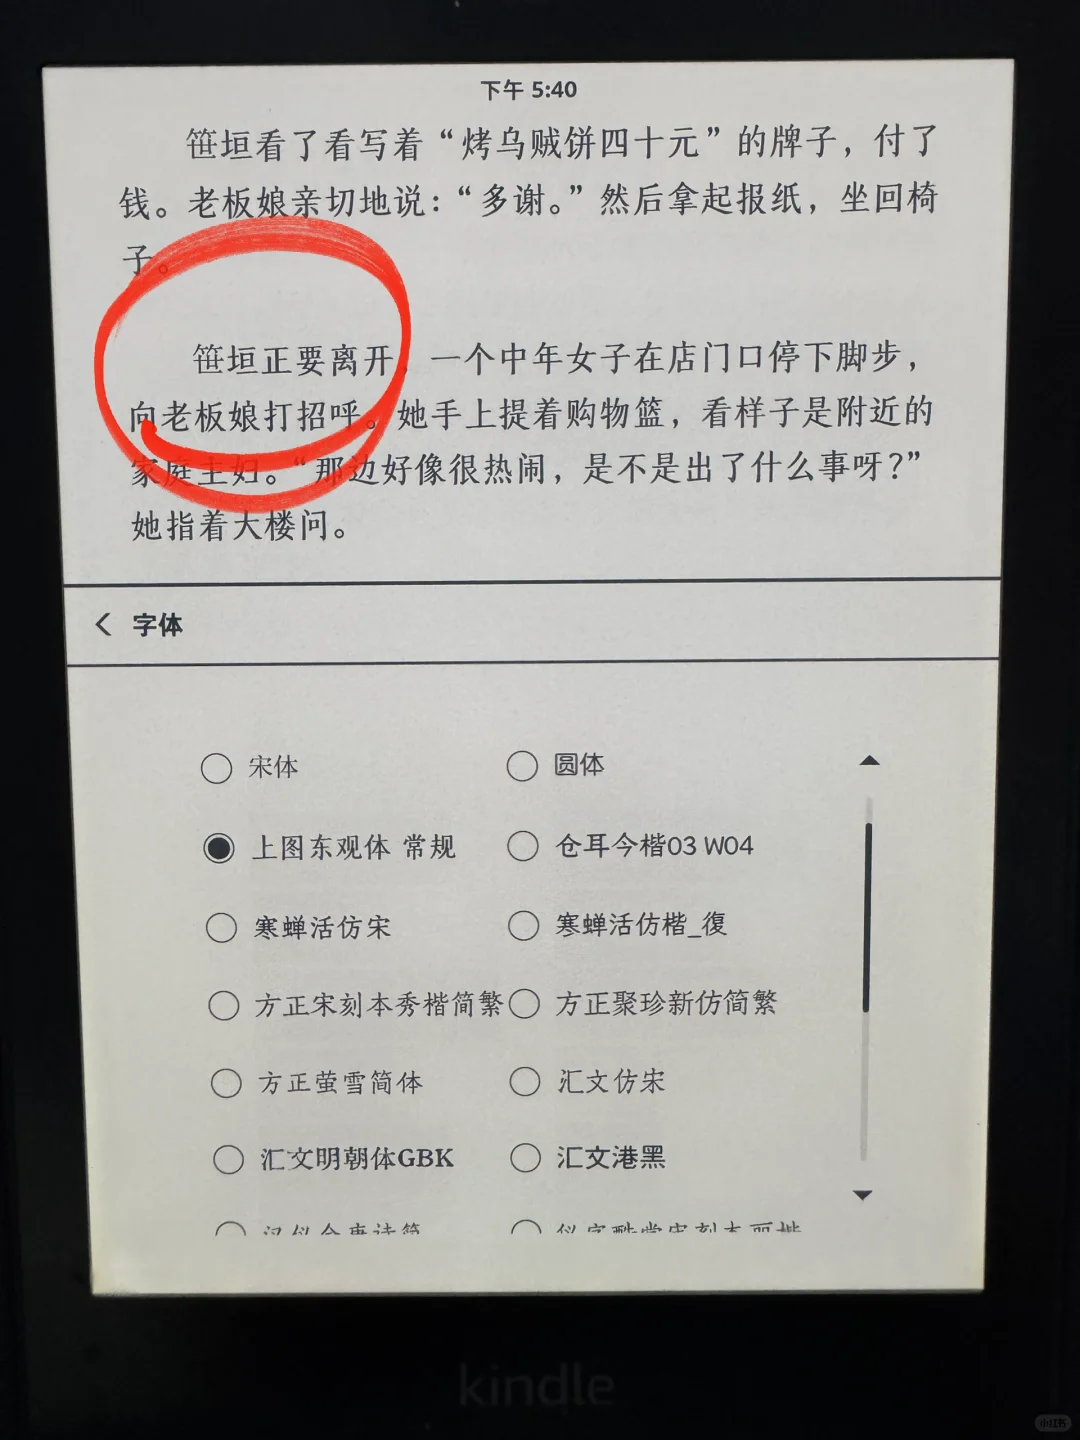 下午 5:40
笹垣看了看写着“烤乌贼饼四十元”的牌子，付了
钱。老板娘亲切地说：“多谢。”然后拿起报纸，坐回椅
子。
笹垣正要离开，一个中年女子在店门口停下脚步，
向老板娘打招呼。她手上提着购物篮，看样子是附近的
家庭主妇。“那边好像很热闹，是不是出了什么事呀？”
她指着大楼问。
字体
宋体
圆体
上图东观体 常规
仓耳今楷03 W04
寒蝉活仿宋
寒蝉活仿楷_復
方正宋刻本秀楷简繁
方正聚珍新仿简繁
方正萤雪简体
汇文仿宋
汇文明朝体GBK
汇文港黑
kindle
小红书